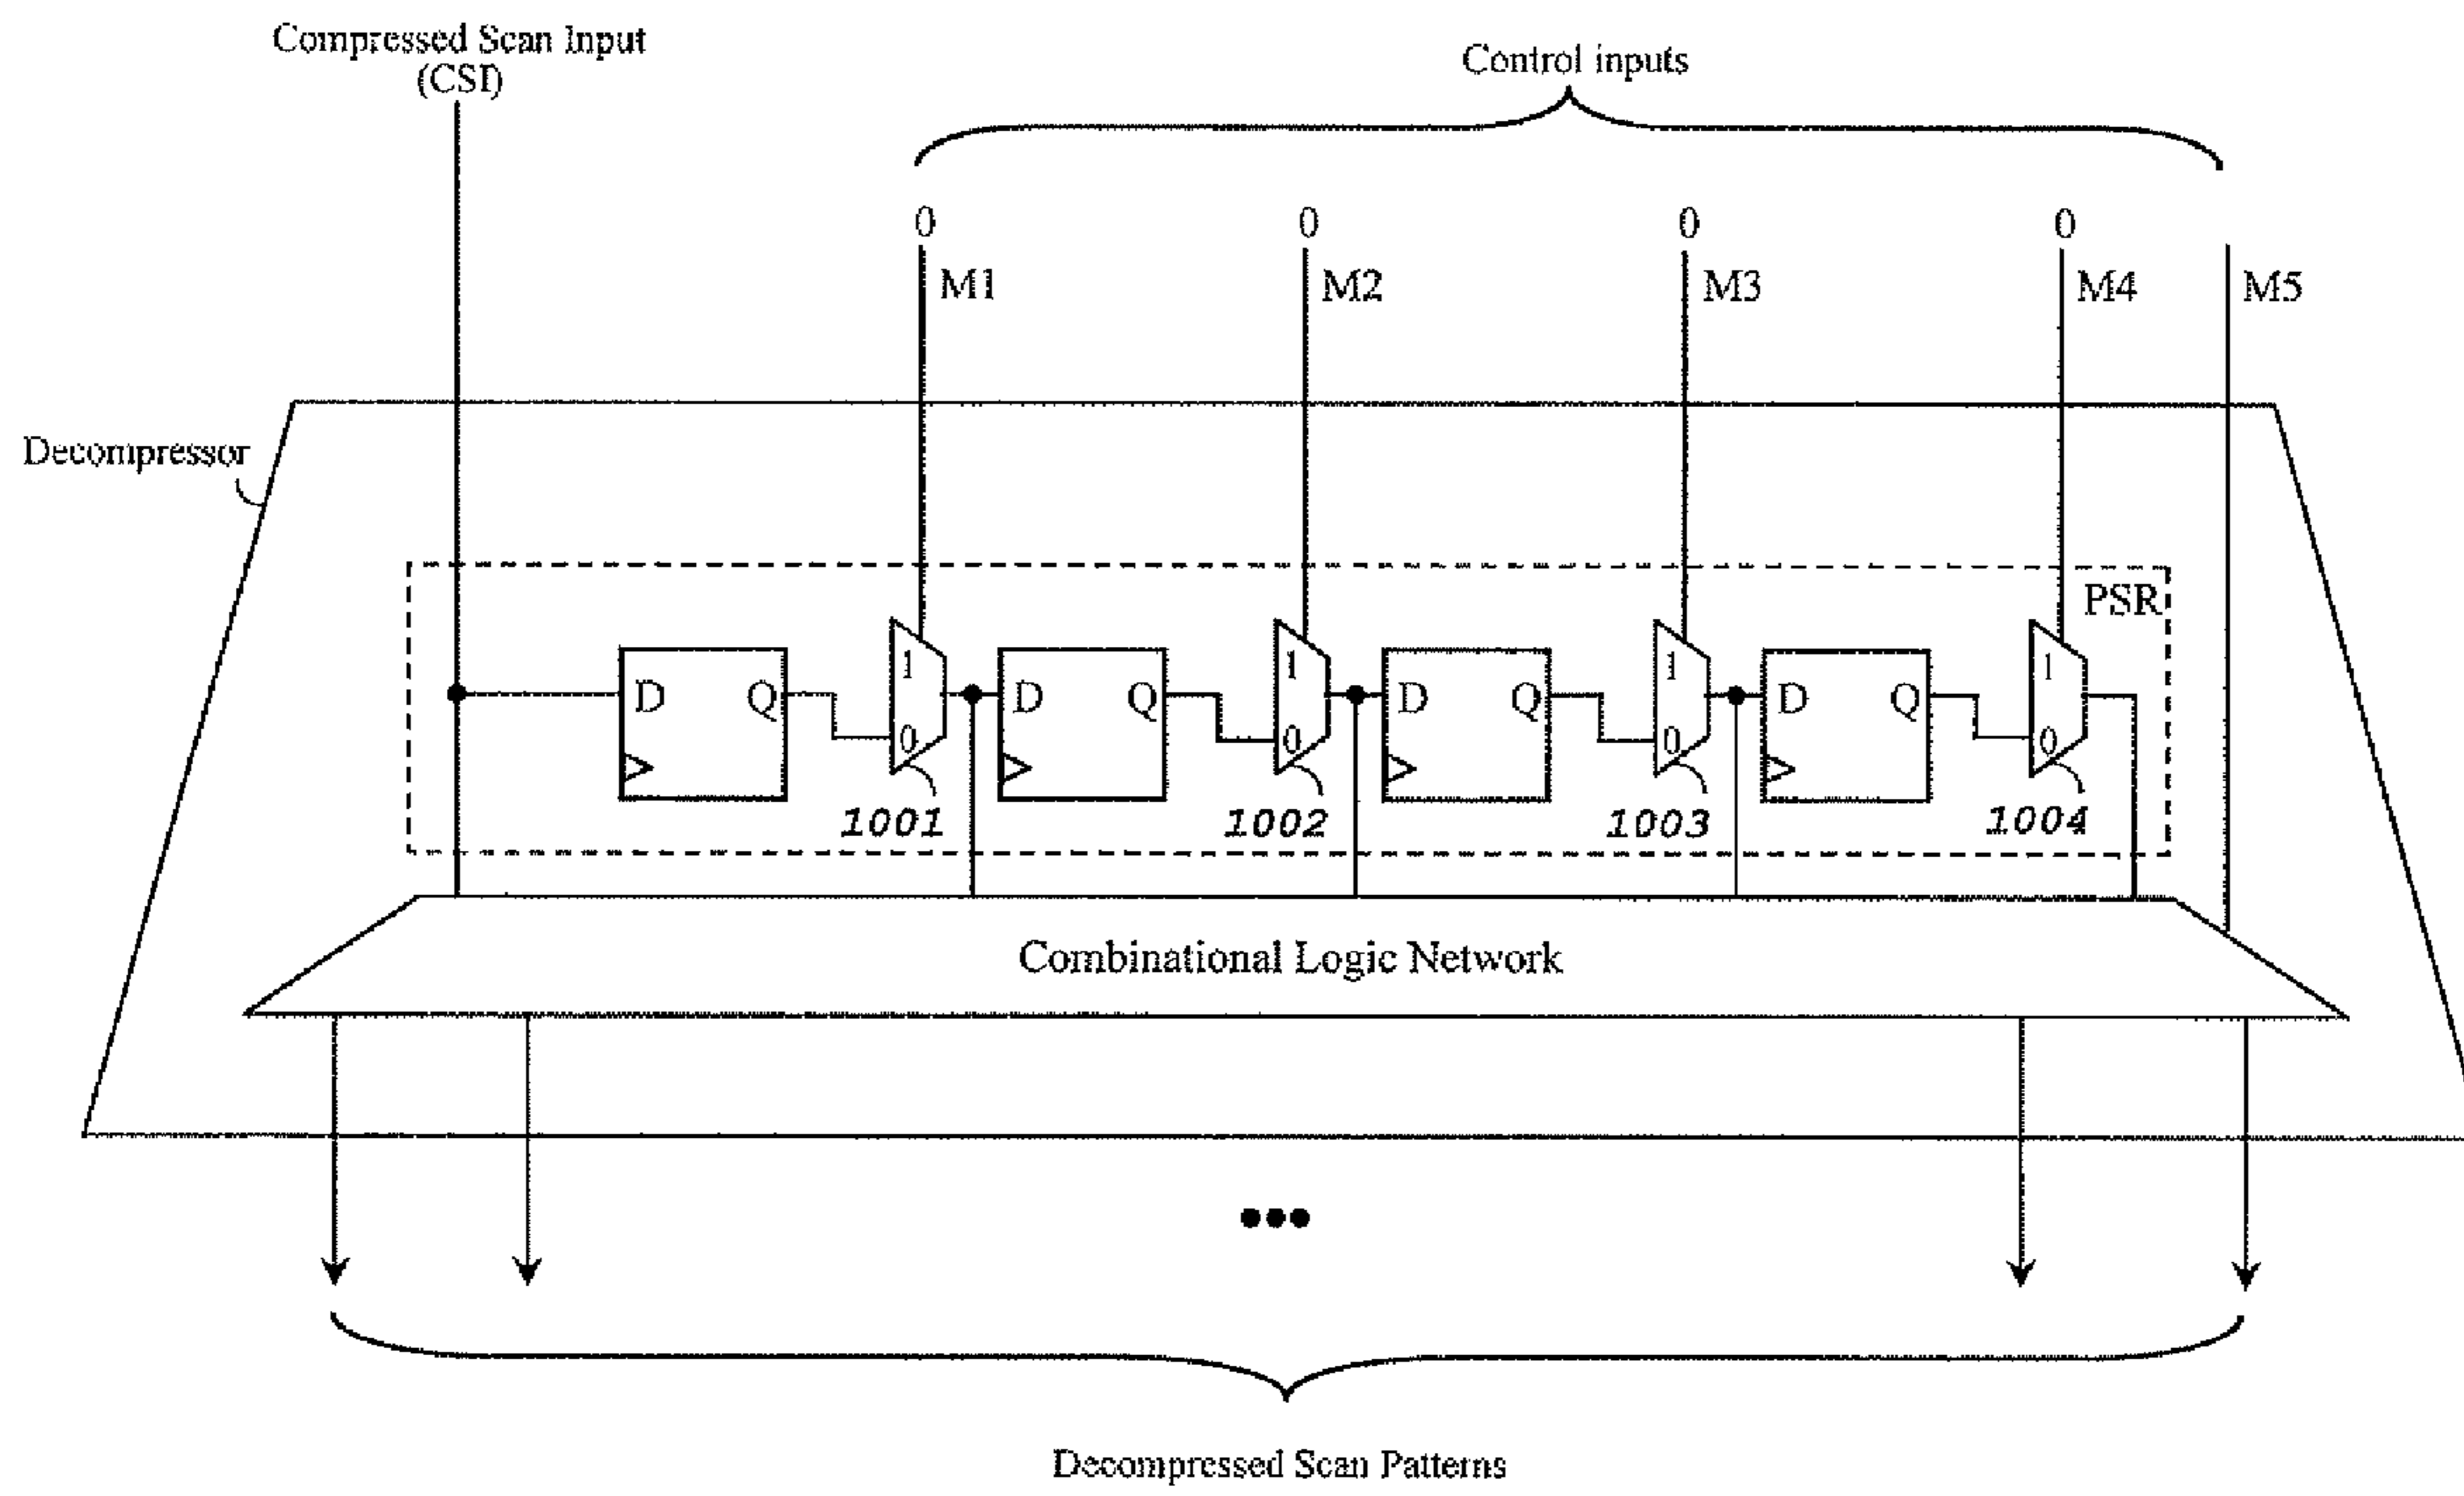 Compressed Scan Input
(CSI)
Control inputs
0 0 0 0
M1 M2 M3 M4 M5
Decompressor
PSR
1 1 1 1
D Q D Q D Q D Q
0 0 0 0
1001 1002 1003 1004
Combinational Logic Network
Decompressed Scan Patterns